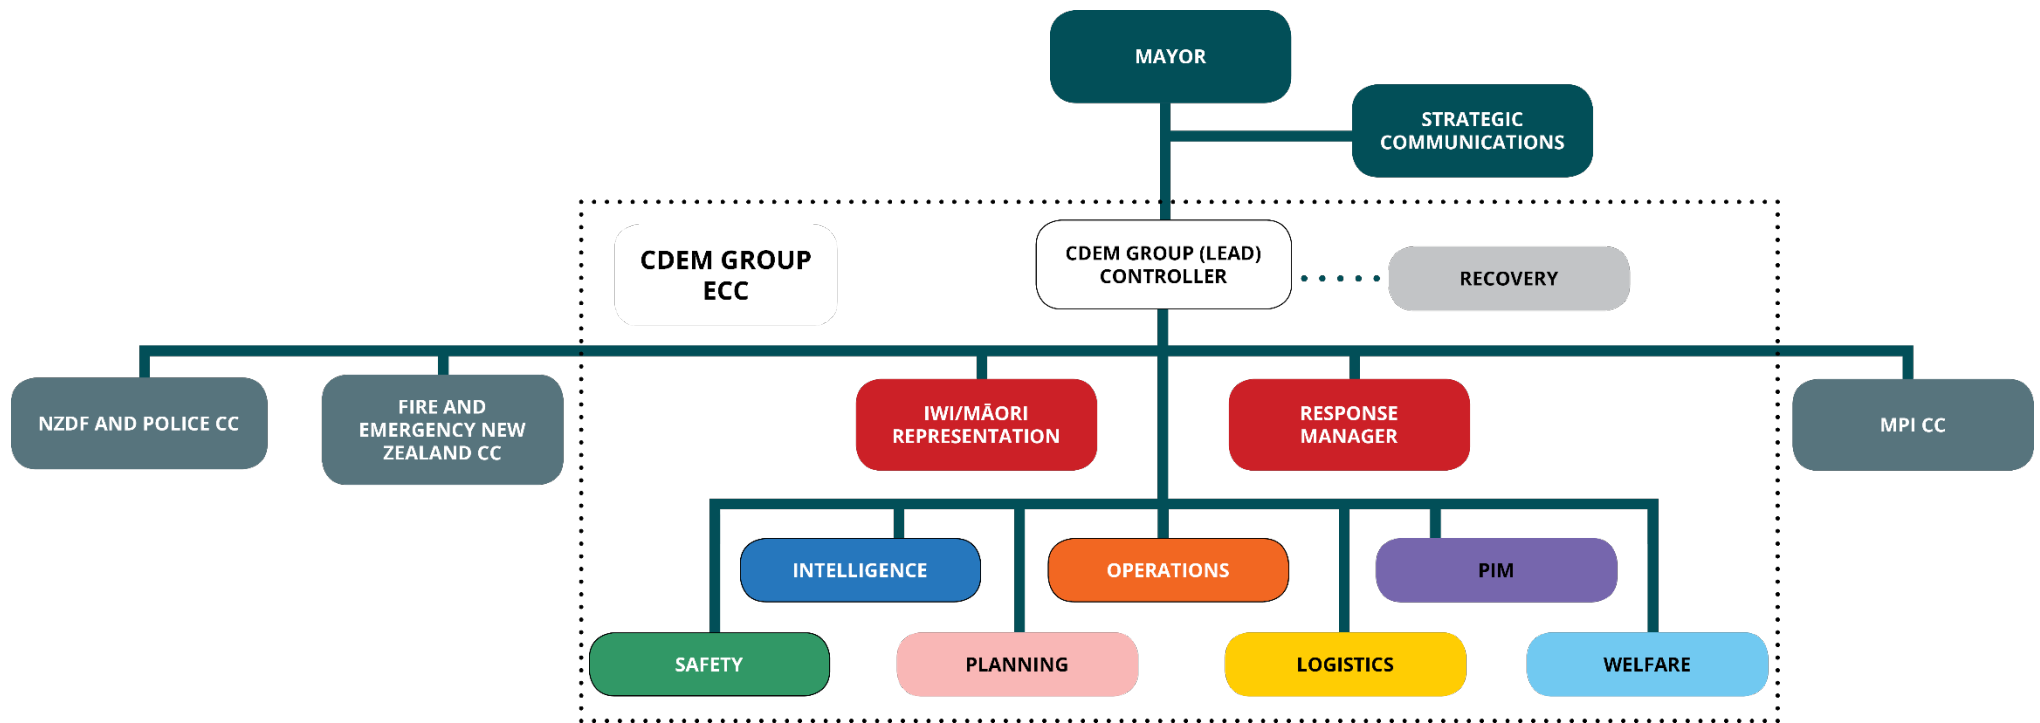 MAYOR
STRATEGIC
COMMUNICATIONS
CDEM GROUP
ECC
CDEM GROUP (LEAD)
CONTROLLER
RECOVERY
NZDF AND POLICE CC
FIRE AND
EMERGENCY NEW
ZEALAND CC
IWI/MĀORI
REPRESENTATION
RESPONSE
MANAGER
MPI CC
INTELLIGENCE
OPERATIONS
PIM
SAFETY
PLANNING
LOGISTICS
WELFARE